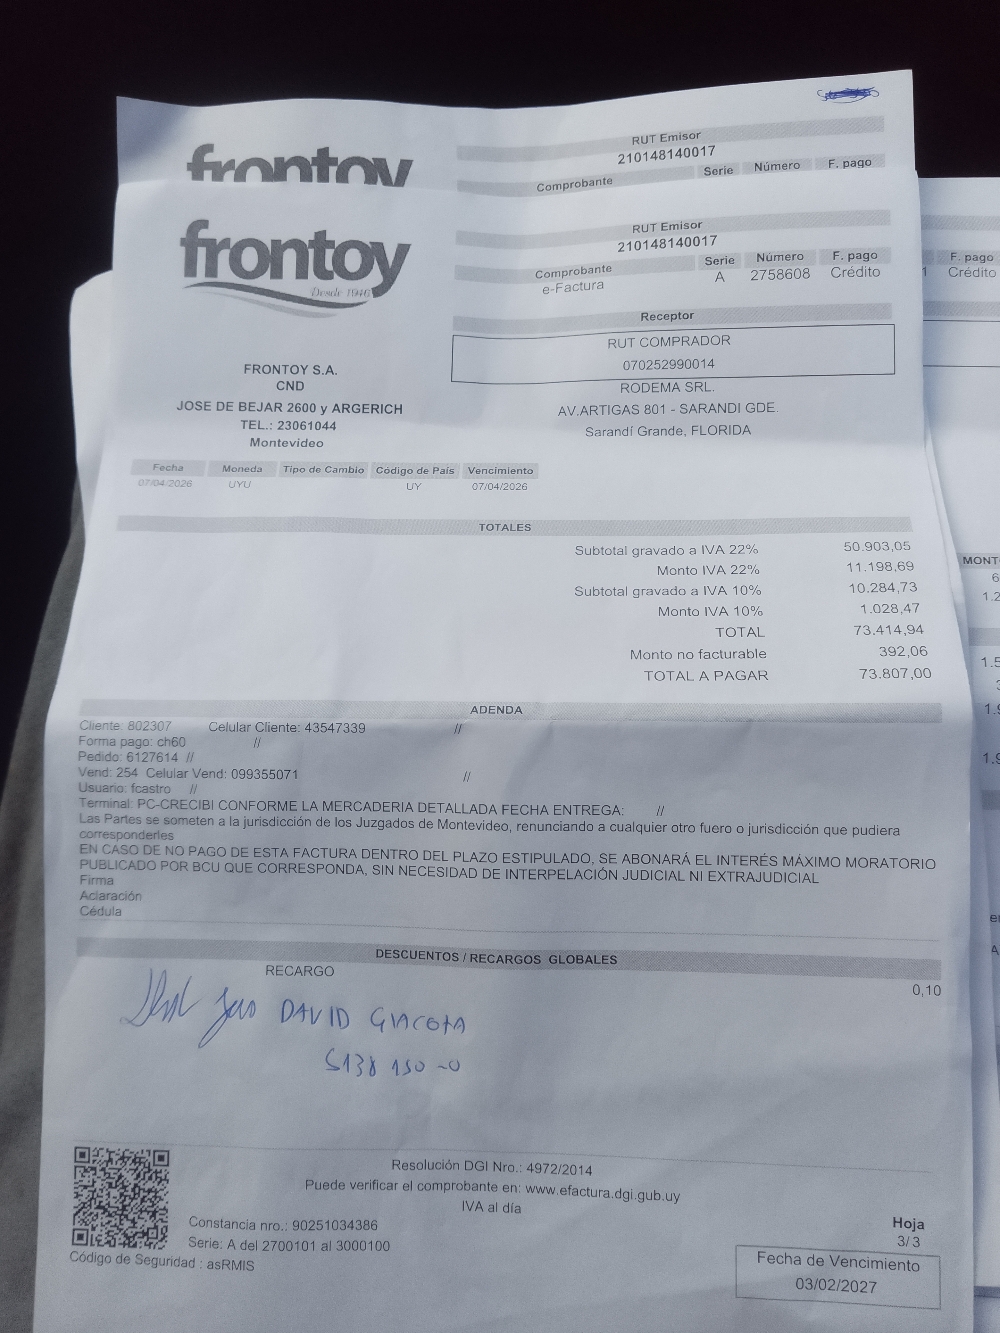 frontoy
RUT Emisor
210148140017
Comprobante Serie Número F. pago
frontoy
Desde 1946
RUT Emisor
210148140017
Comprobante Serie Número F. pago
e-Factura A 2758608 Crédito
Receptor
RUT COMPRADOR
070252990014
RODEMA SRL.
AV.ARTIGAS 801 - SARANDI GDE.
Sarandí Grande, FLORIDA
FRONTOY S.A.
CND
JOSE DE BEJAR 2600 y ARGERICH
TEL.: 23061044
Montevideo
F. pago
Crédito
Fecha Moneda Tipo de Cambio Código de País Vencimiento
07/04/2026 UYU UY 07/04/2026
TOTALES
Subtotal gravado a IVA 22% 50.903,05
Monto IVA 22% 11.198,69
Subtotal gravado a IVA 10% 10.284,73
Monto IVA 10% 1.028,47
TOTAL 73.414,94
Monto no facturable 392,06
TOTAL A PAGAR 73.807,00
ADENDA
Cliente: 802307 Celular Cliente: 43547339 //
Forma pago: ch60 //
Pedido: 6127614 //
Vend: 254 Celular Vend: 099355071 //
Usuario: fcastro //
Terminal: PC-CRECIBI CONFORME LA MERCADERIA DETALLADA FECHA ENTREGA: //
Las Partes se someten a la jurisdicción de los Juzgados de Montevideo, renunciando a cualquier otro fuero o jurisdicción que pudiera
corresponderles
EN CASO DE NO PAGO DE ESTA FACTURA DENTRO DEL PLAZO ESTIPULADO, SE ABONARÁ EL INTERÉS MÁXIMO MORATORIO
PUBLICADO POR BCU QUE CORRESPONDA, SIN NECESIDAD DE INTERPELACIÓN JUDICIAL NI EXTRAJUDICIAL
Firma
Aclaración
Cédula
DESCUENTOS / RECARGOS GLOBALES
RECARGO 0,10
DAVID
Resolución DGI Nro.: 4972/2014
Puede verificar el comprobante en: www.efactura.dgi.gub.uy
IVA al día
Constancia nro.: 90251034386
Serie: A del 2700101 al 3000100
Código de Seguridad : asRMIS
Hoja
3/3
Fecha de Vencimiento
03/02/2027